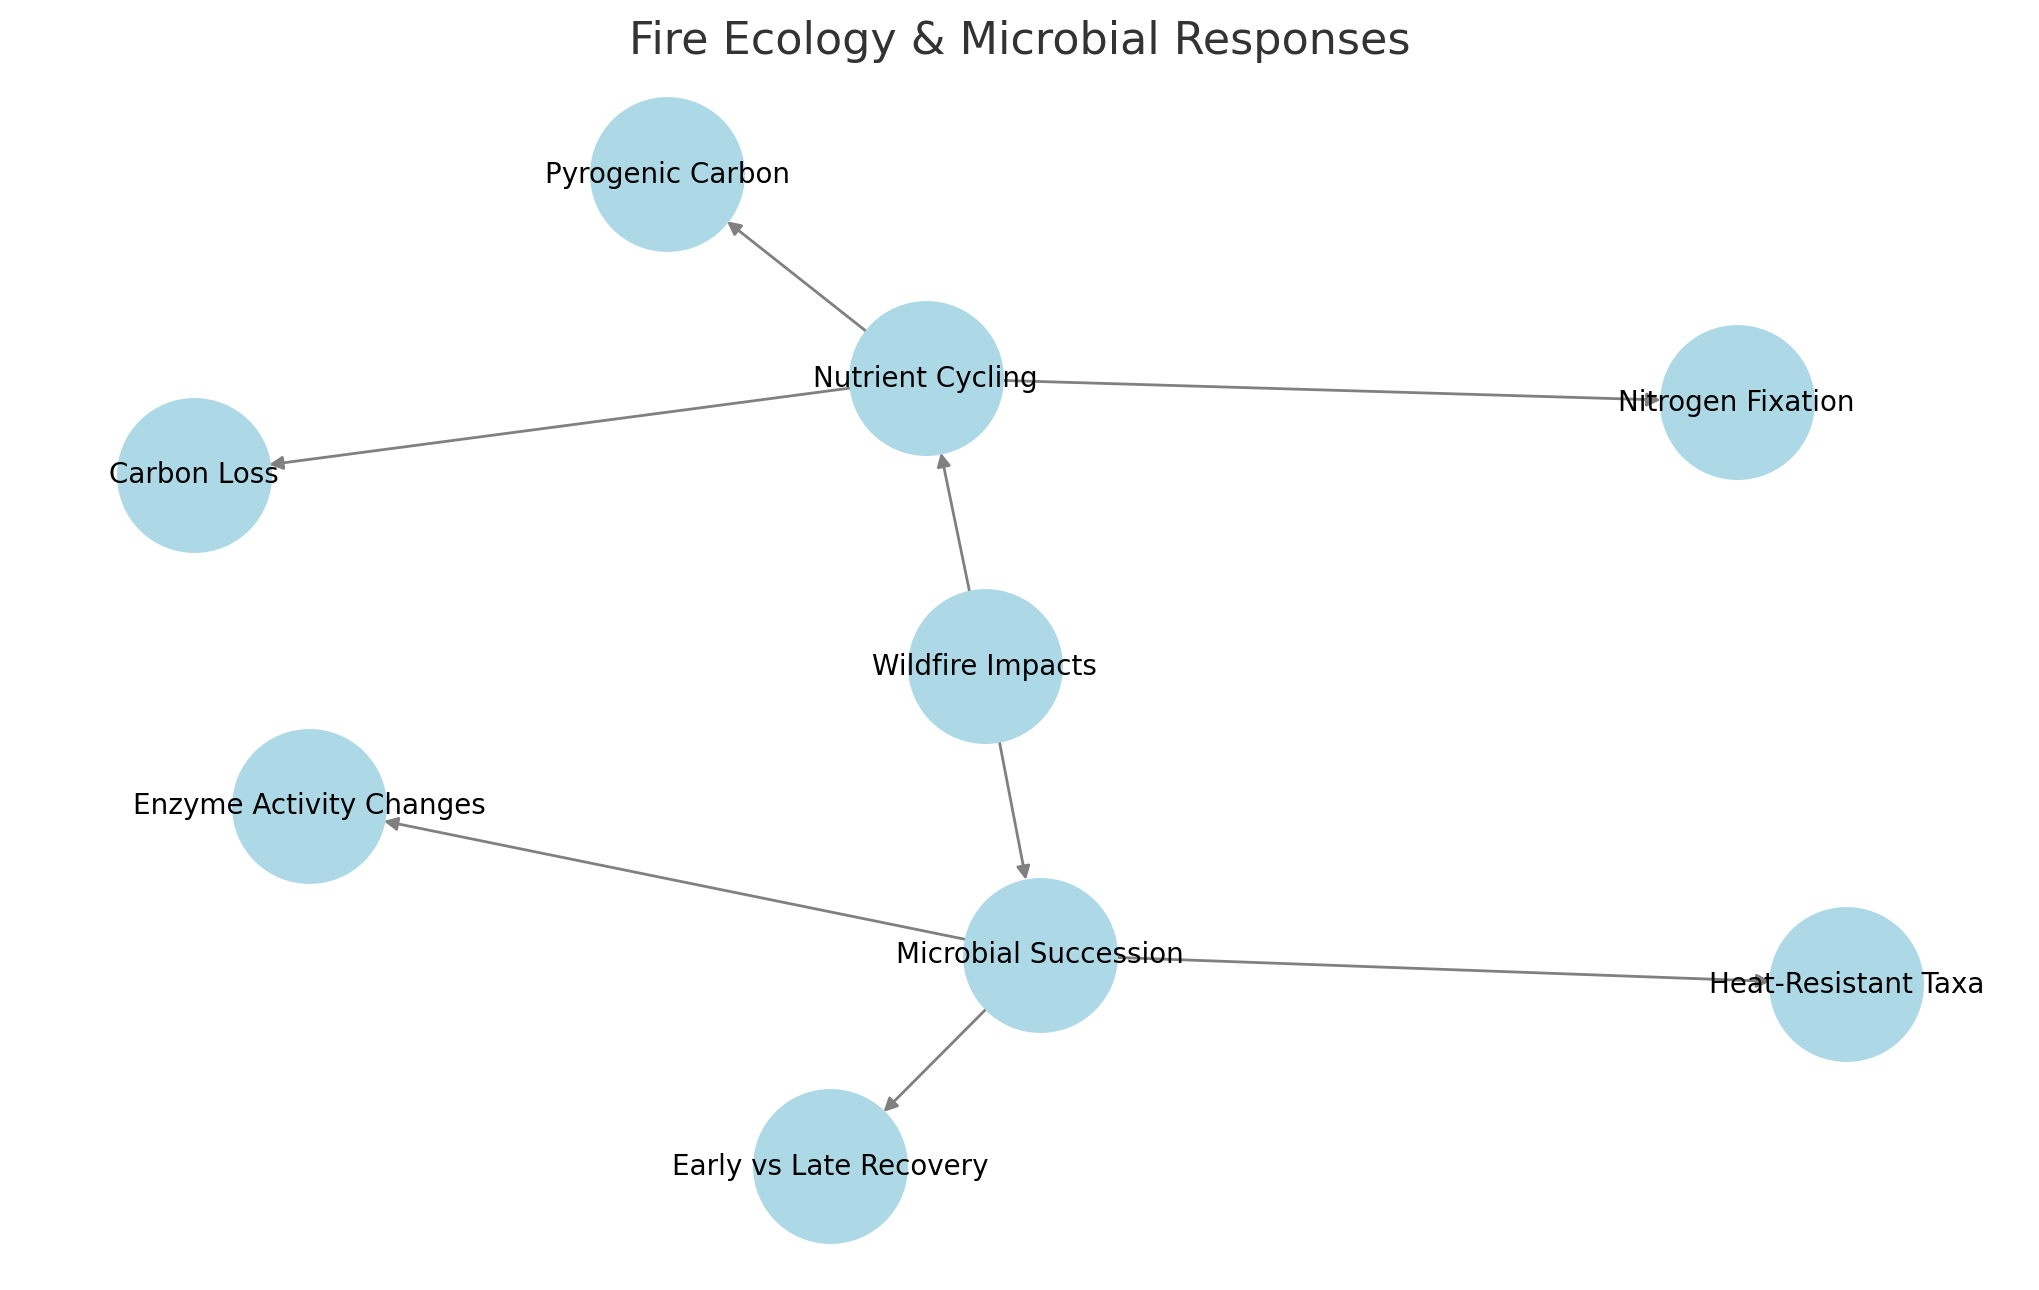 Fire Ecology & Microbial Responses
Pyrogenic Carbon
Nutrient Cycling
Nitrogen Fixation
Carbon Loss
Wildfire Impacts
Enzyme Activity Changes
Microbial Succession
Heat-Resistant Taxa
Early vs Late Recovery